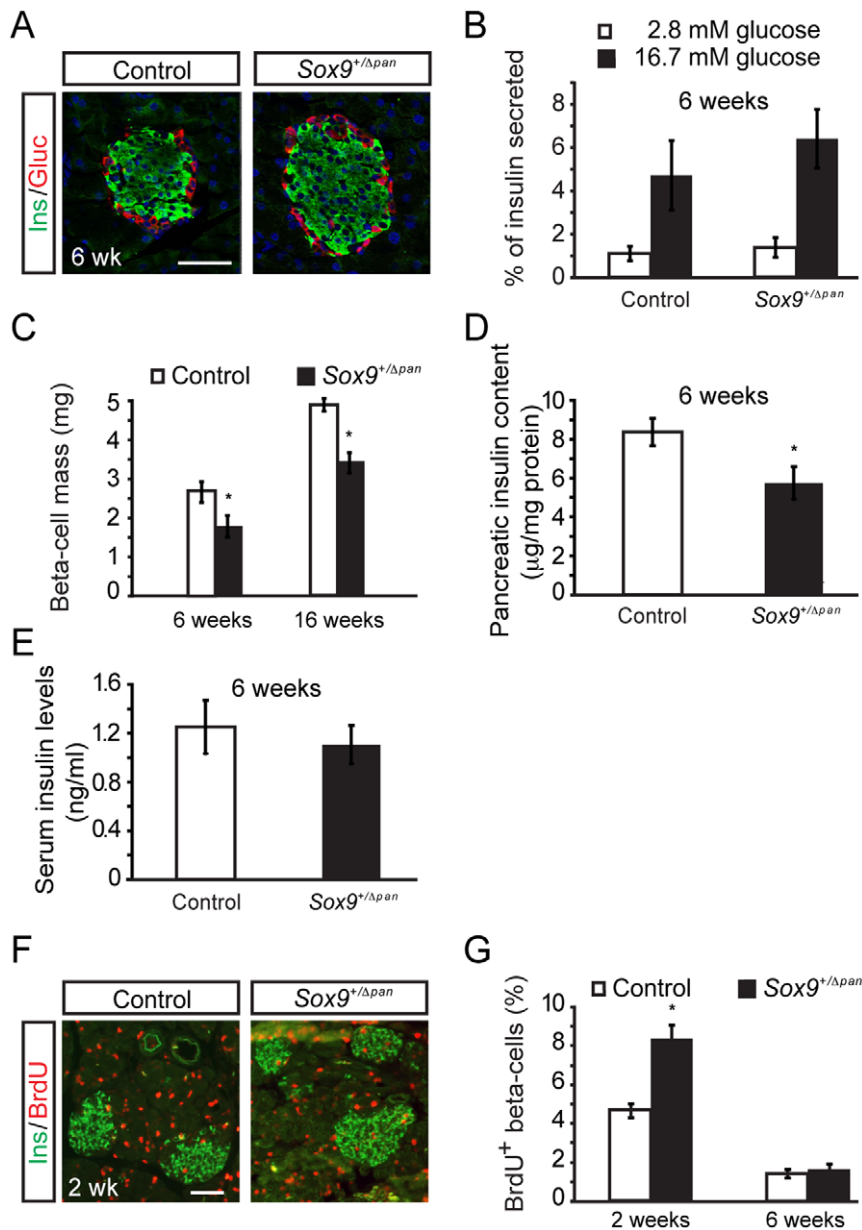 A
Control
Sox9+/Δpan
Ins/Gluc
6 wk
B
2.8 mM glucose
16.7 mM glucose
6 weeks
% of insulin secreted
10
8
6
4
2
0
Control
Sox9+/Δpan
C
Control
Sox9+/Δpan
Beta-cell mass (mg)
5
5
3
2
1
0
*
*
6 weeks
16 weeks
D
6 weeks
Pancreatic insulin content
(μg/mg protein)
10
8
6
4
2
0
*
Control
Sox9+/Δpan
E
6 weeks
Serum insulin levels
(ng/ml)
1.6
1.2
0.8
0.4
0
Control
Sox9+/Δpan
F
Control
Sox9+/Δpan
Ins/BrdU
2 wk
G
Control
Sox9+/Δpan
BrdU+ beta-cells (%)
10
8
6
4
2
0
*
2 weeks
6 weeks